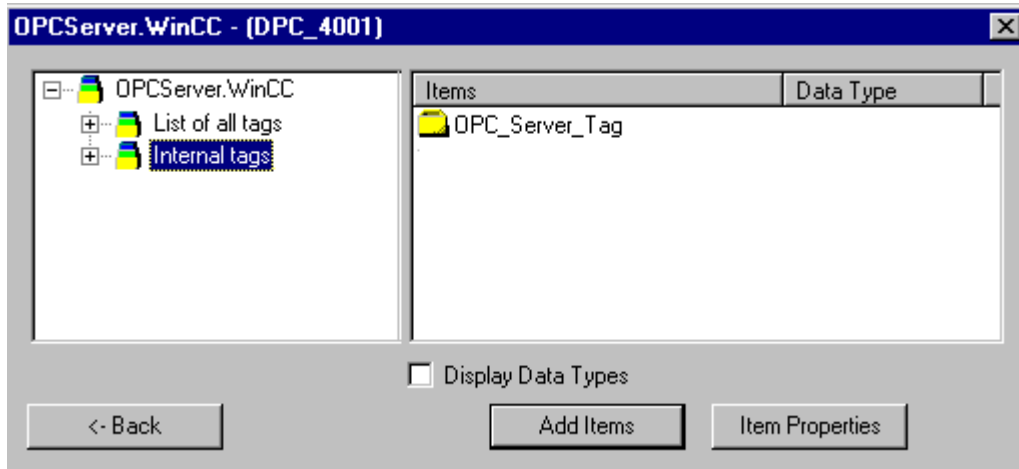 OPCServer.WinCC - (DPC_4001)
OPCServer.WinCC
List of all tags
Internal tags
Items
Data Type
OPC_Server_Tag
Display Data Types
<- Back
Add Items
Item Properties